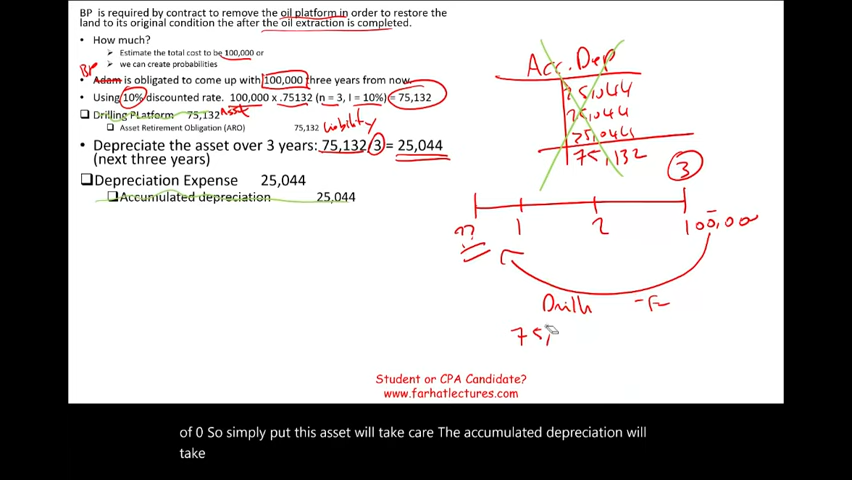 BP is required by contract to remove the oil platform in order to restore the
land to its original condition the after the oil extraction is completed.
• How much?
➢ Estimate the total cost to be 100,000 or
➢ we can create probabilities
BP
• Adam is obligated to come up with 100,000 three years from now.
• Using 10% discounted rate. 100,000 x .75132 (n = 3, I = 10%) = 75,132
❑ Drilling PLatform 75,132 Asset
❑ Asset Retirement Obligation (ARO) 75,132 Liability
• Depreciate the asset over 3 years: 75,132/3 = 25,044
(next three years)
❑Depreciation Expense 25,044
❑Accumulated depreciation 25,044
Acc. Dep
25,044
25,044
25,044
75,132
3
1 2 100,000
??
Drilli
75,
Student or CPA Candidate?
www.farhatlectures.com
of 0 So simply put this asset will take care The accumulated depreciation will
take